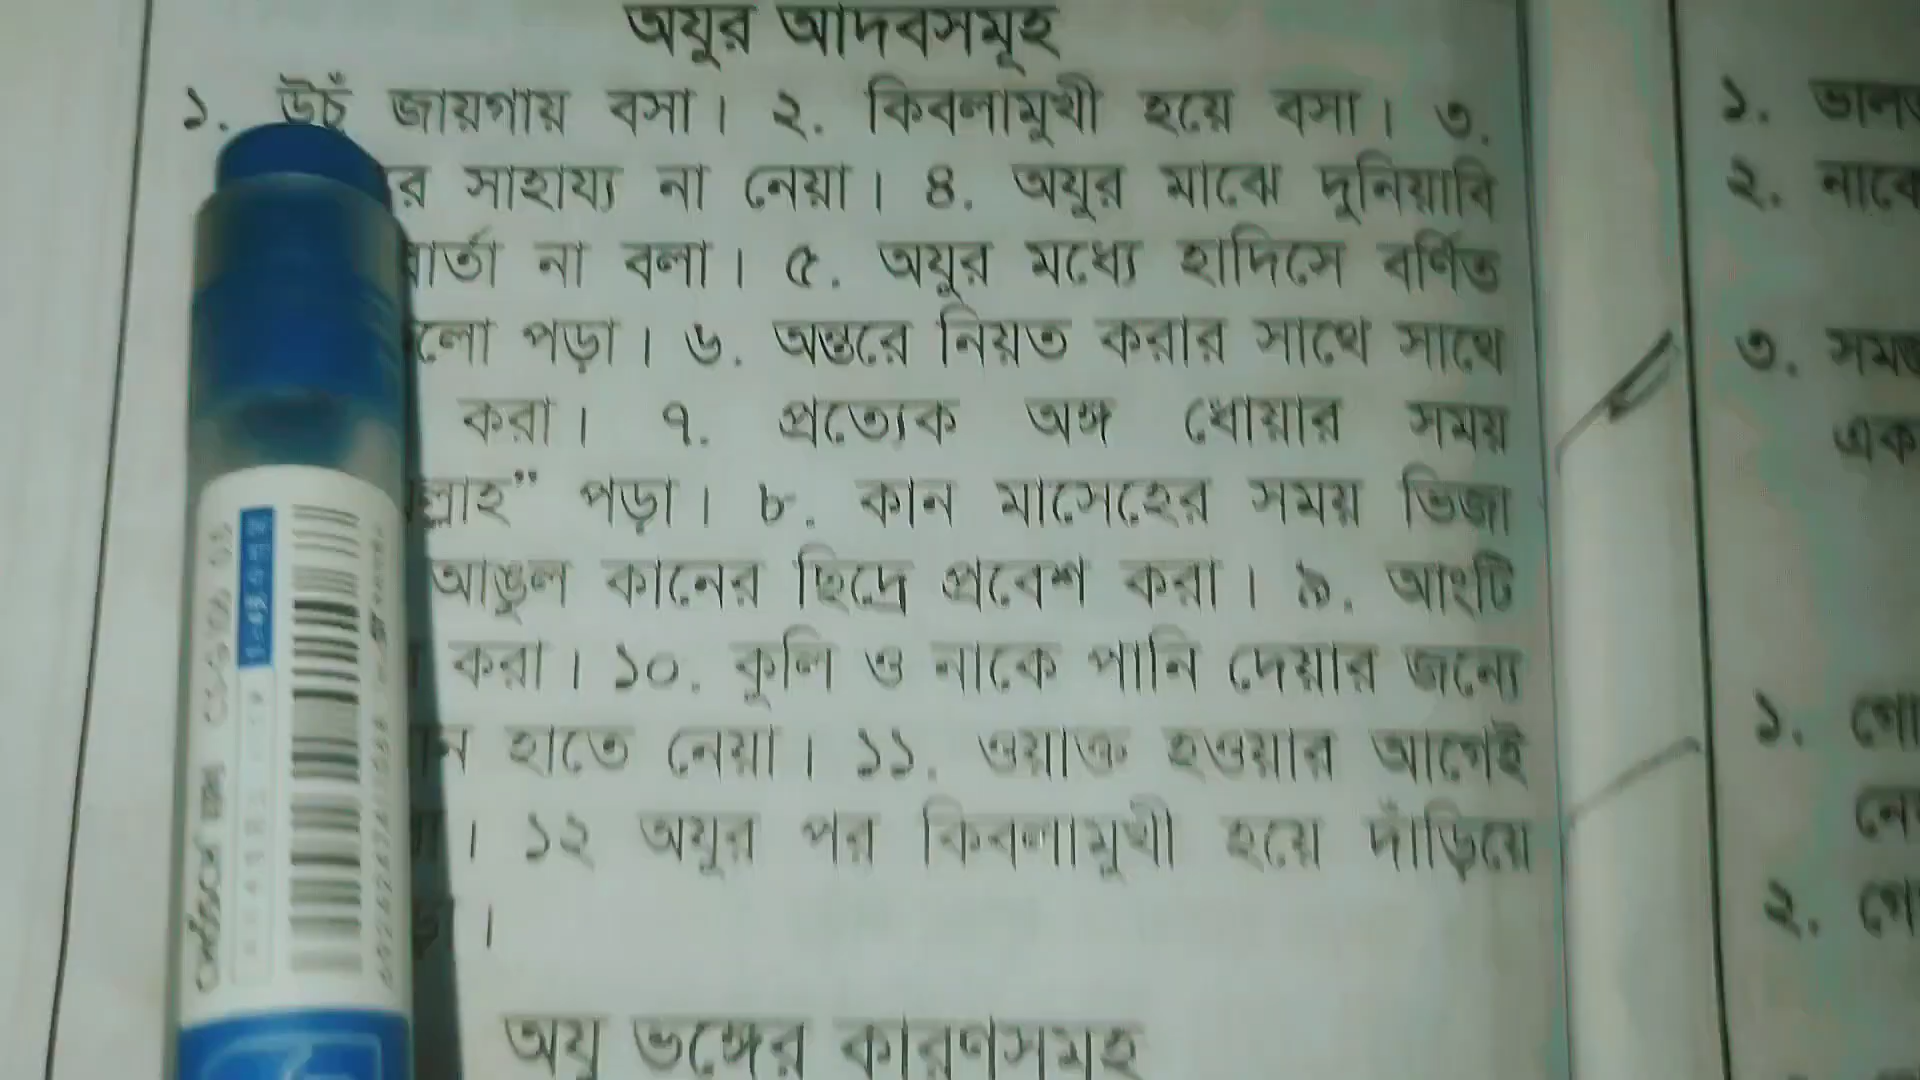 অযুর আদবসমূহ
১. উচুঁ জায়গায় বসা। ২. কিবলামুখী হয়ে বসা। ৩.
র সাহায্য না নেয়া। ৪. অযুর মাঝে দুনিয়াবি
বার্তা না বলা। ৫. অযুর মধ্যে হাদিসে বর্ণিত
লো পড়া। ৬. অন্তরে নিয়ত করার সাথে সাথে
করা। ৭. প্রত্যেক অঙ্গ ধোয়ার সময়
ল্লাহ” পড়া। ৮. কান মাসেহের সময় ভিজা
আঙুল কানের ছিদ্রে প্রবেশ করা। ৯. আংটি
করা। ১০. কুলি ও নাকে পানি দেয়ার জন্যে
ান হাতে নেয়া। ১১. ওয়াক্ত হওয়ার আগেই
। ১২ অযুর পর কিবলামুখী হয়ে দাঁড়িয়ে
।
অযু ভঙ্গের কারণসমূহ
১.
২. নাকে
৩.
এক
১.
২.